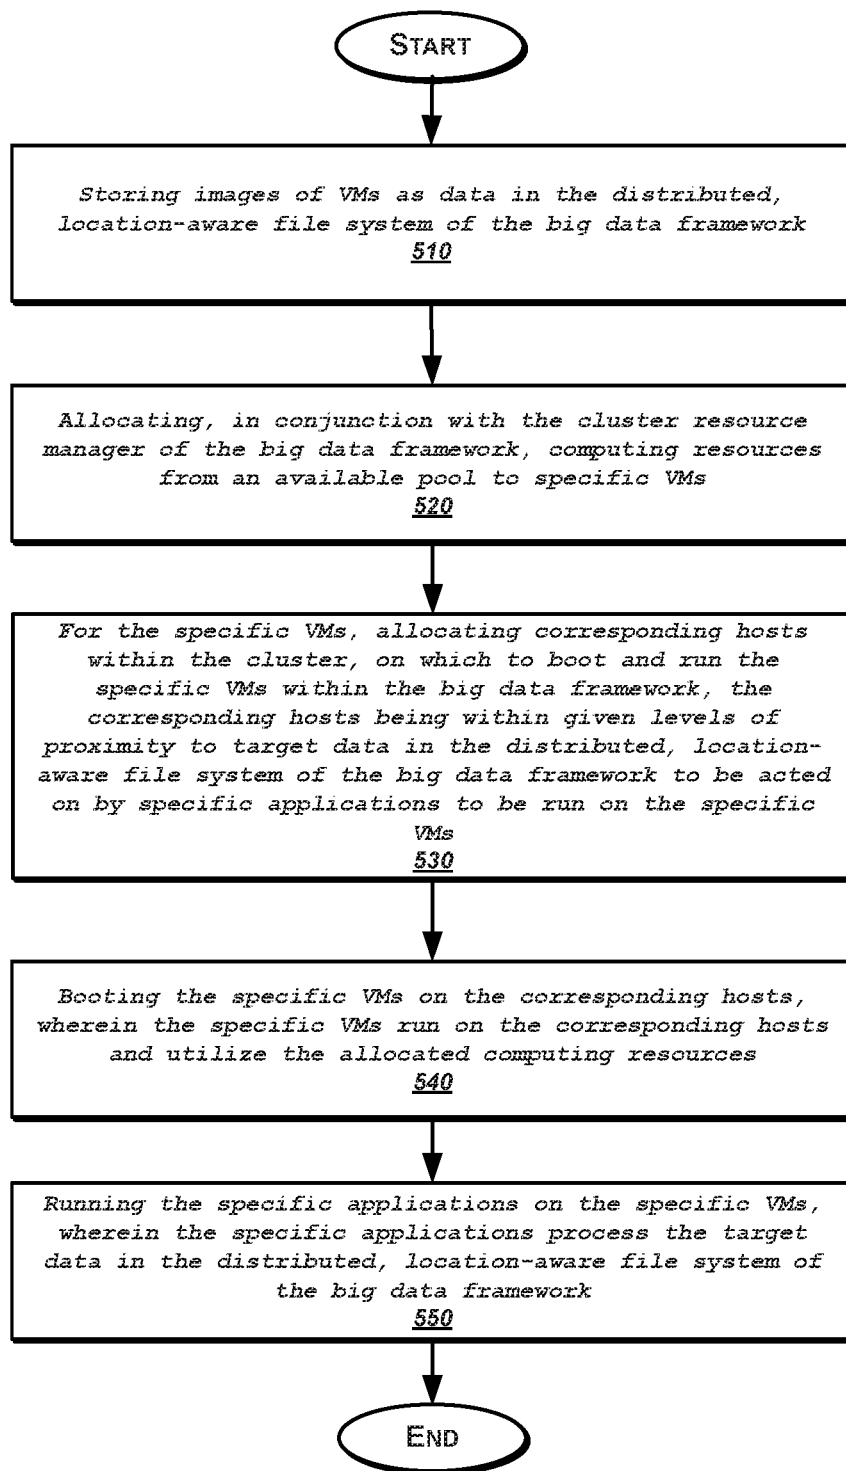 START
Storing images of VMs as data in the distributed,
location-aware file system of the big data framework
510
Allocating, in conjunction with the cluster resource
manager of the big data framework, computing resources
from an available pool to specific VMs
520
For the specific VMs, allocating corresponding hosts
within the cluster, on which to boot and run the
specific VMs within the big data framework, the
corresponding hosts being within given levels of
proximity to target data in the distributed, location-
aware file system of the big data framework to be acted
on by specific applications to be run on the specific
VMs
530
Booting the specific VMs on the corresponding hosts,
wherein the specific VMs run on the corresponding hosts
and utilize the allocated computing resources
540
Running the specific applications on the specific VMs,
wherein the specific applications process the target
data in the distributed, location-aware file system of
the big data framework
550
END